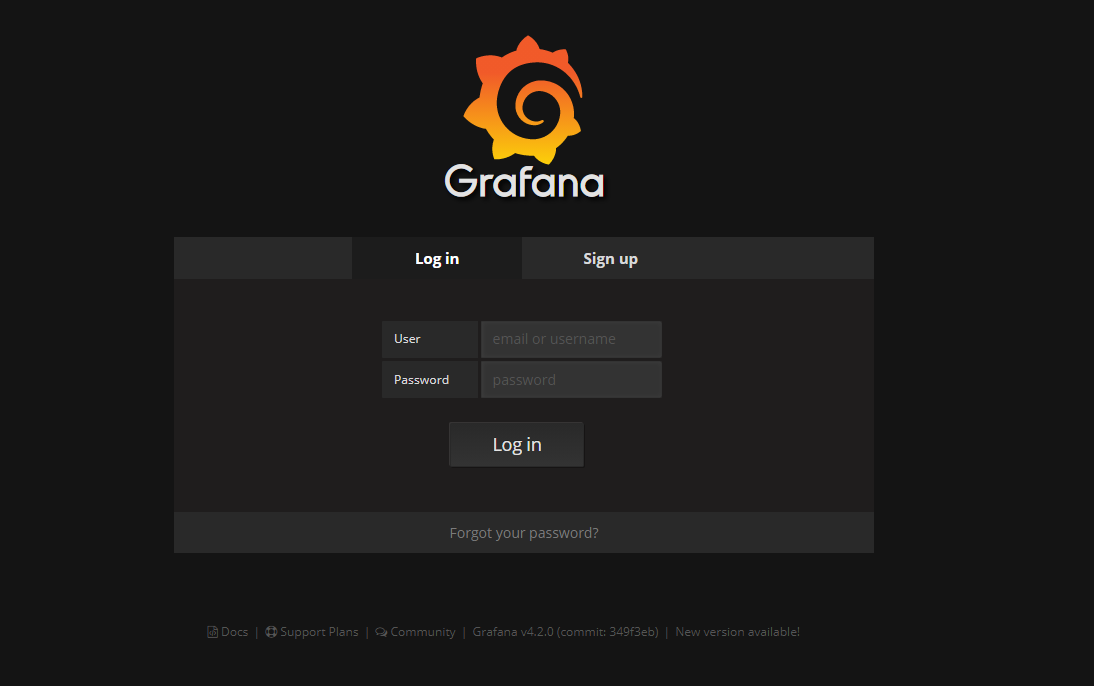 Grafana
Log in Sign up
User email or username
Password password
Log in
Forgot your password?
Docs | Support Plans | Community | Grafana v4.2.0 (commit: 349f3eb) | New version available!